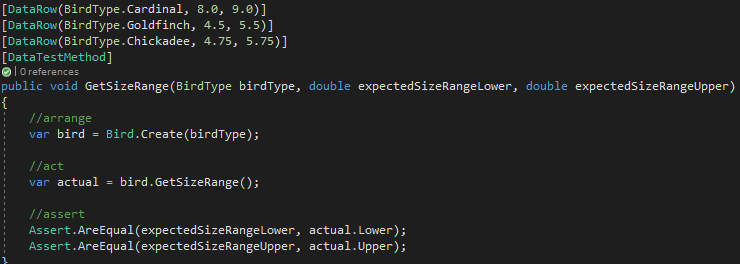 [DataRow(BirdType.Cardinal, 8.0, 9.0)]
[DataRow(BirdType.Goldfinch, 4.5, 5.5)]
[DataRow(BirdType.Chickadee, 4.75, 5.75)]
[DataTestMethod]
| 0 references
public void GetSizeRange(BirdType birdType, double expectedSizeRangeLower, double expectedSizeRangeUpper)
{
    //arrange
    var bird = Bird.Create(birdType);
    //act
    var actual = bird.GetSizeRange();
    //assert
    Assert.AreEqual(expectedSizeRangeLower, actual.Lower);
    Assert.AreEqual(expectedSizeRangeUpper, actual.Upper);
}